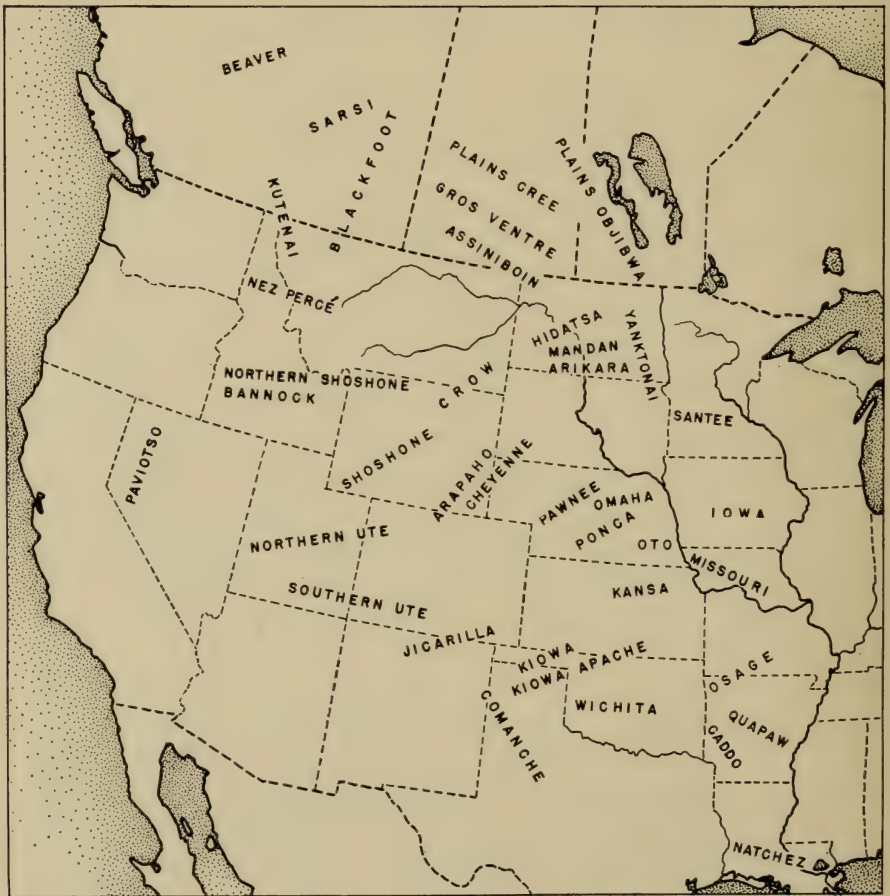 BEAVER
SARSI
BLACKFOOT
KUTENAI
PLAINS CREE
GROS VENTRE
ASSINIBOIN
PLAINS OBJIBWA
NEZ PERCÉ
HIDATSA
MANDAN
ARIKARA
YANKTONAI
NORTHERN SHOSHONE
BANNOCK
CROW
SANTEE
PAVIOTSO
SHOSHONE
ARAPAHO
CHEYENNE
PAWNEE
OMAHA
PONCA
IOWA
NORTHERN UTE
OTO
MISSOURI
SOUTHERN UTE
KANSA
JICARILLA
KIOWA
KIOWA APACHE
OSAGE
COMANCHE
WICHITA
QUAPAW
CADDO
NATCHEZ